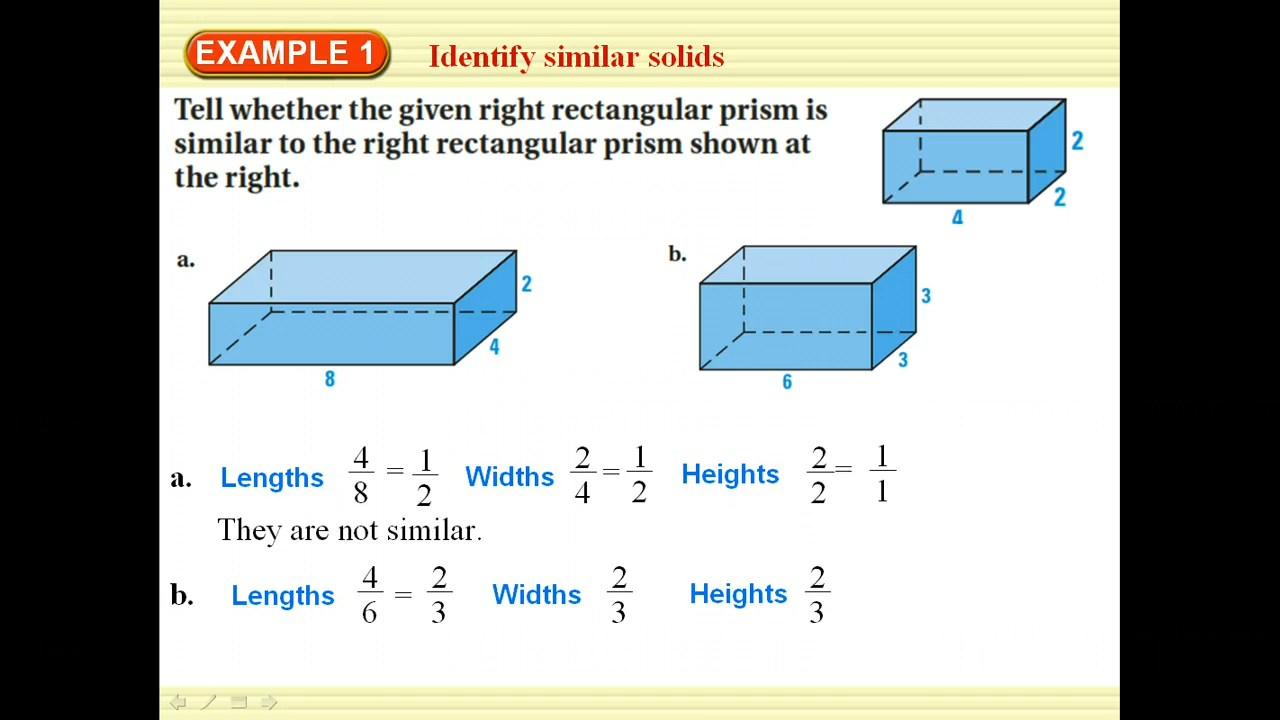 EXAMPLE 1 Identify similar solids
Tell whether the given right rectangular prism is
similar to the right rectangular prism shown at
the right.
2
2
4
a.
2
4
8
b.
3
3
6
a. Lengths 4/8 = 1/2 Widths 2/4 = 1/2 Heights 2/2 = 1/1
They are not similar.
b. Lengths 4/6 = 2/3 Widths 2/3 Heights 2/3